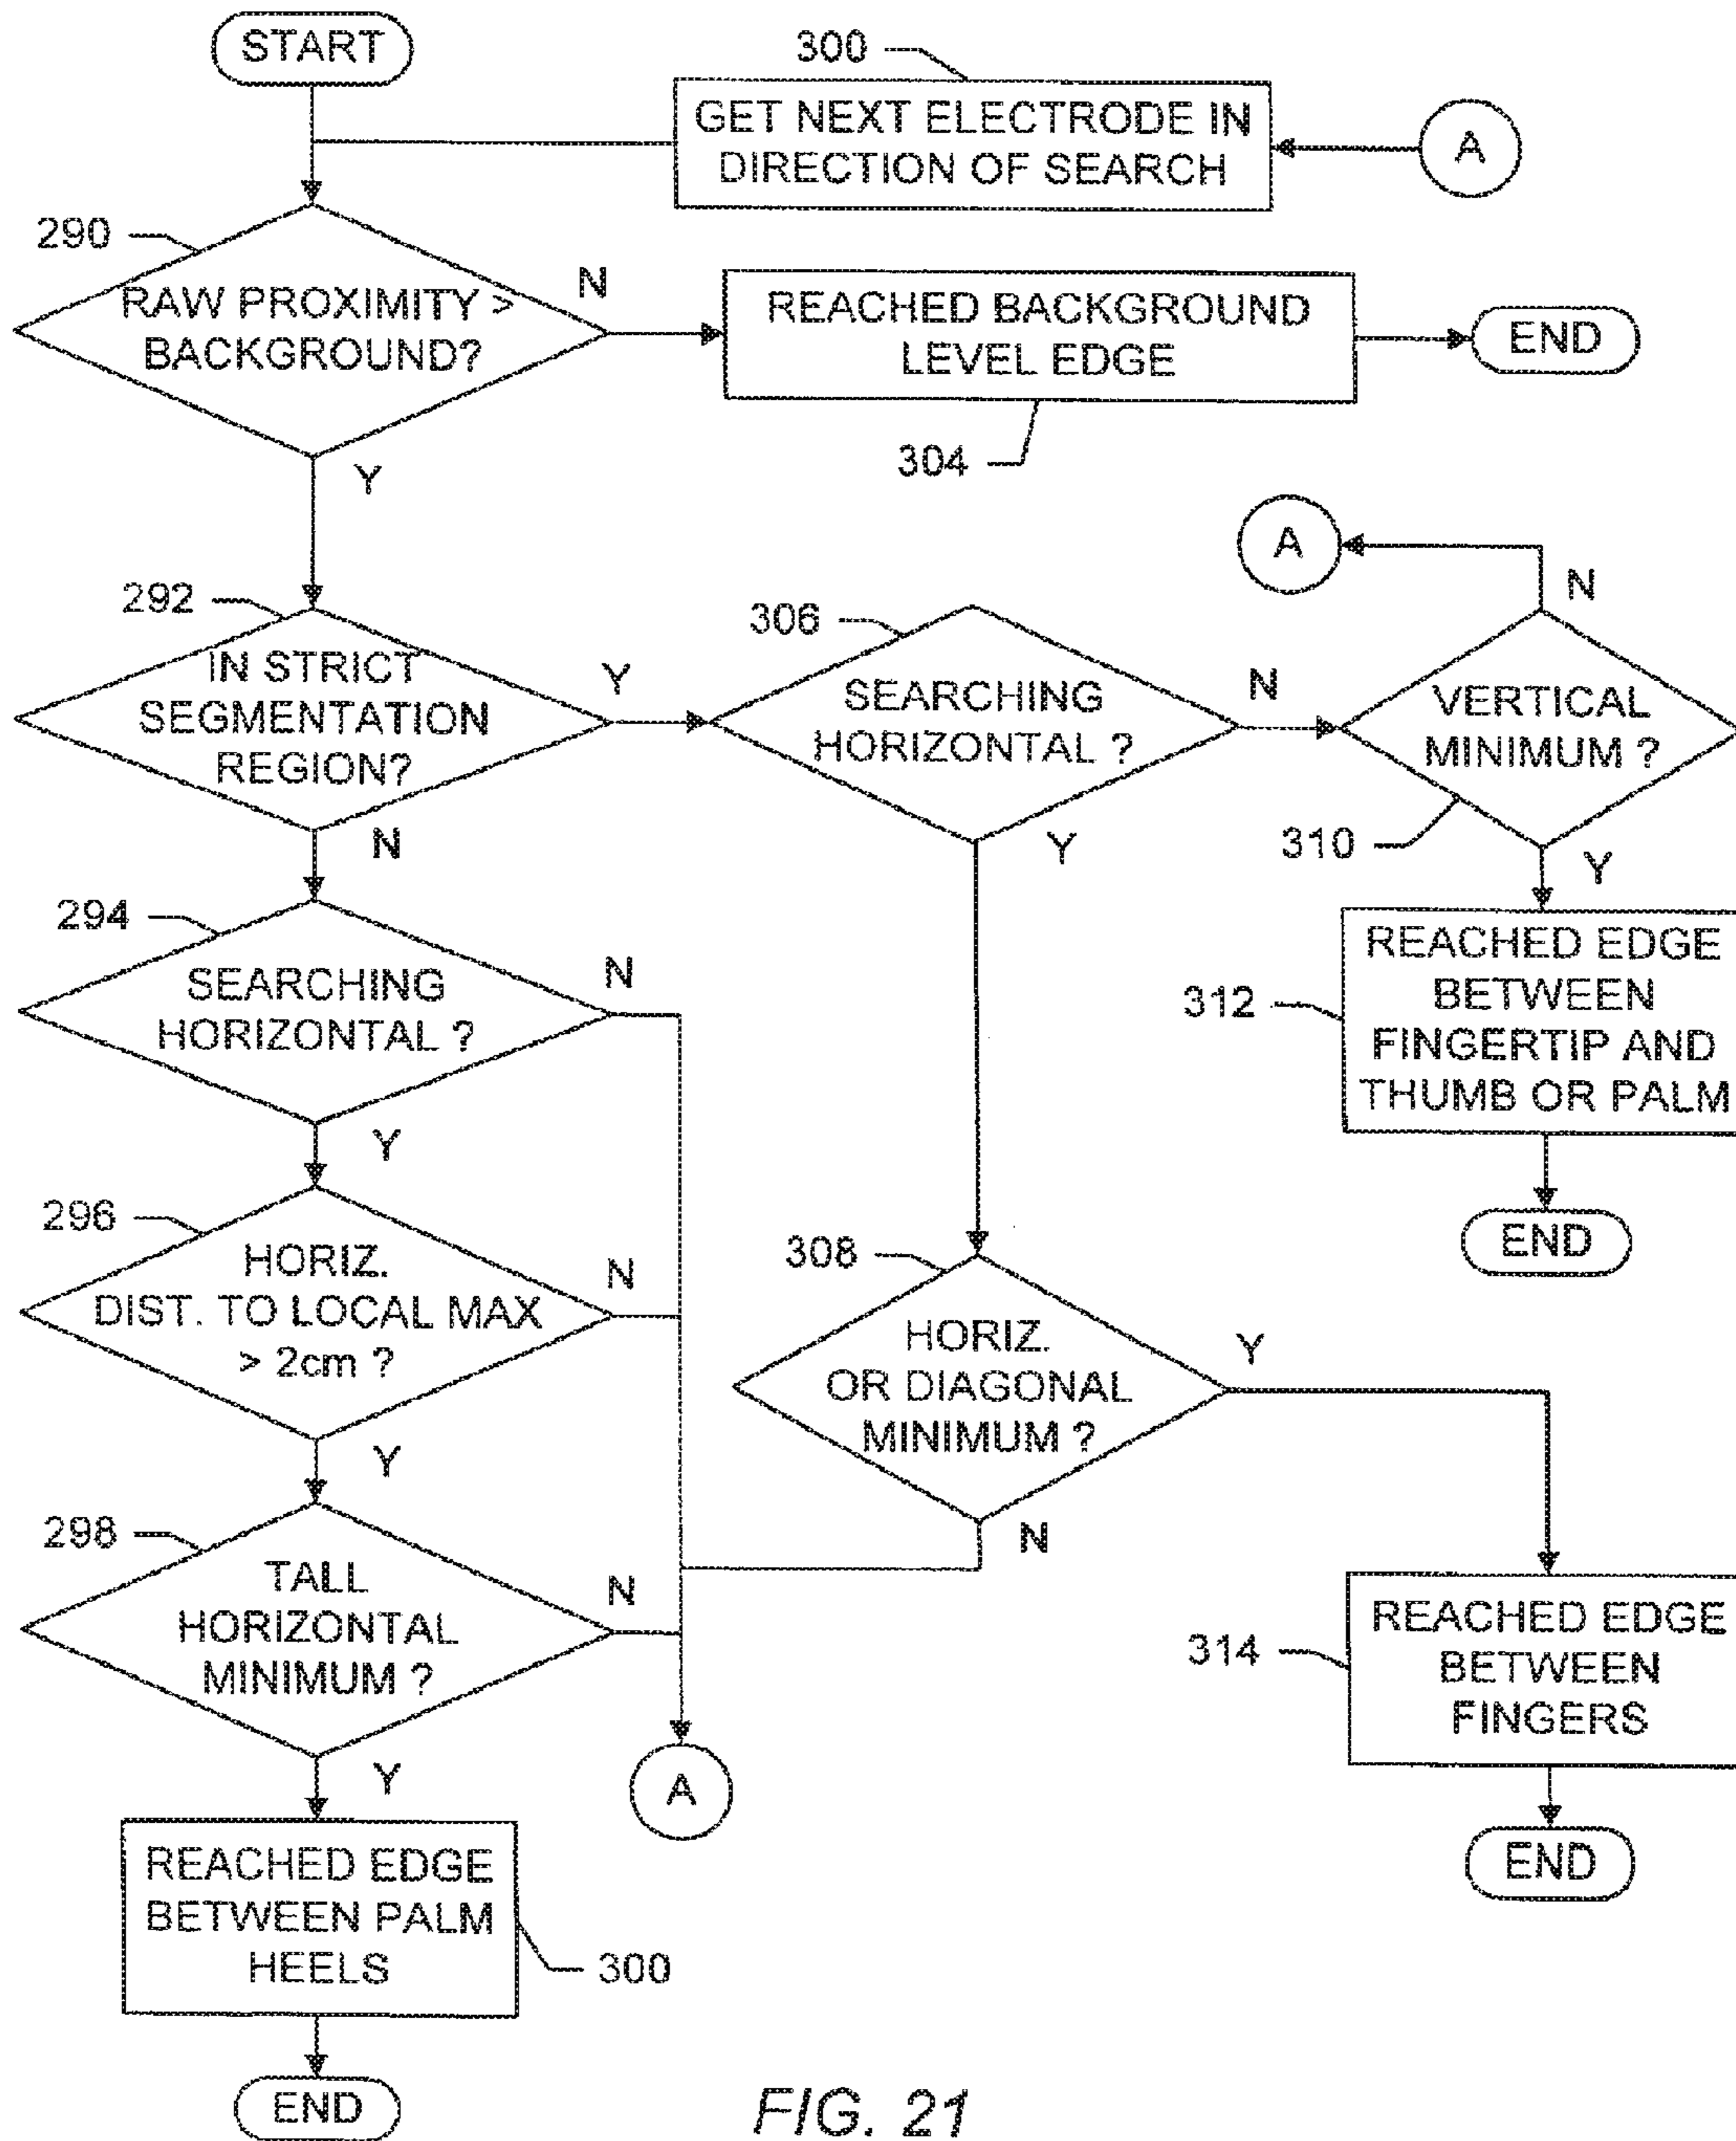 START
300
GET NEXT ELECTRODE IN
DIRECTION OF SEARCH
A
290
RAW PROXIMITY >
BACKGROUND?
N
Y
REACHED BACKGROUND
LEVEL EDGE
END
304
A
N
292
IN STRICT
SEGMENTATION
REGION?
Y
N
306
SEARCHING
HORIZONTAL ?
N
Y
VERTICAL
MINIMUM ?
310
Y
294
SEARCHING
HORIZONTAL ?
N
Y
312
REACHED EDGE
BETWEEN
FINGERTIP AND
THUMB OR PALM
END
296
HORIZ.
DIST. TO LOCAL MAX
> 2cm ?
N
Y
308
HORIZ.
OR DIAGONAL
MINIMUM ?
Y
N
298
TALL
HORIZONTAL
MINIMUM ?
N
Y
314
REACHED EDGE
BETWEEN
FINGERS
END
A
REACHED EDGE
BETWEEN PALM
HEELS
300
END
FIG. 21